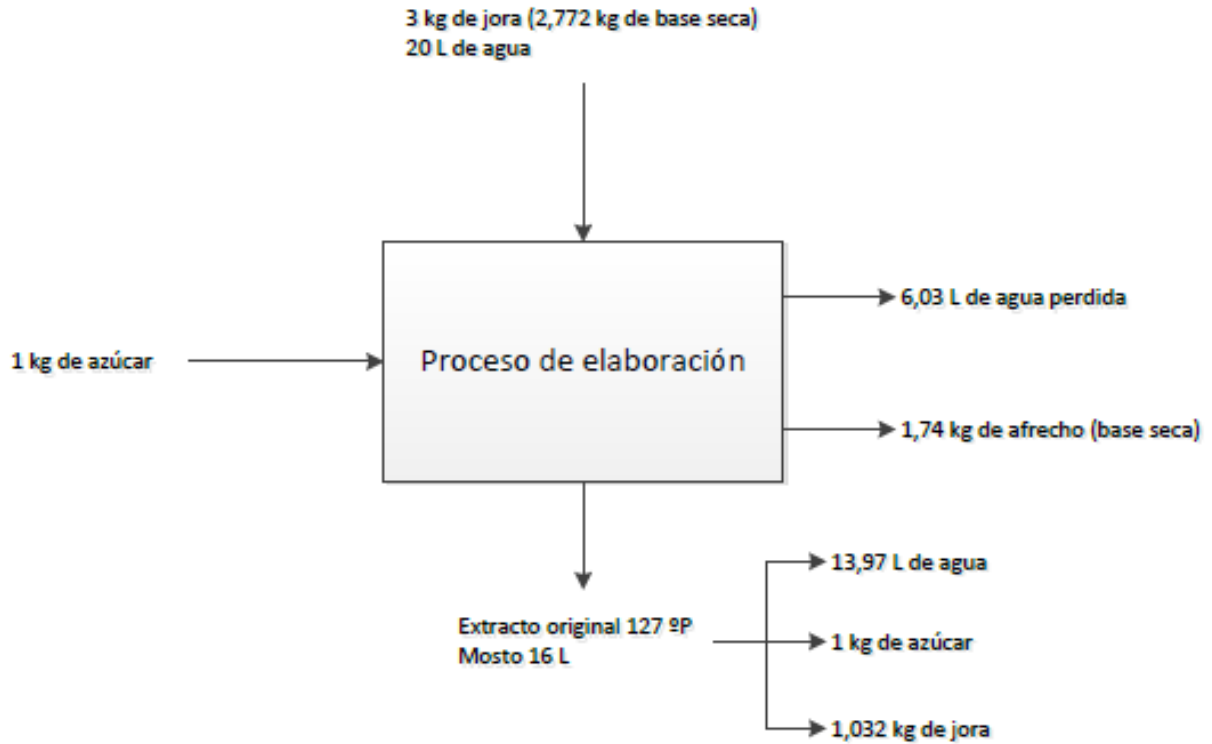 3 kg de jora (2,772 kg de base seca)
20 L de agua
6,03 L de agua perdida
1 kg de azúcar
Proceso de elaboración
1,74 kg de afrecho (base seca)
13,97 L de agua
Extracto original 127 ºP
Mosto 16 L
1 kg de azúcar
1,032 kg de jora